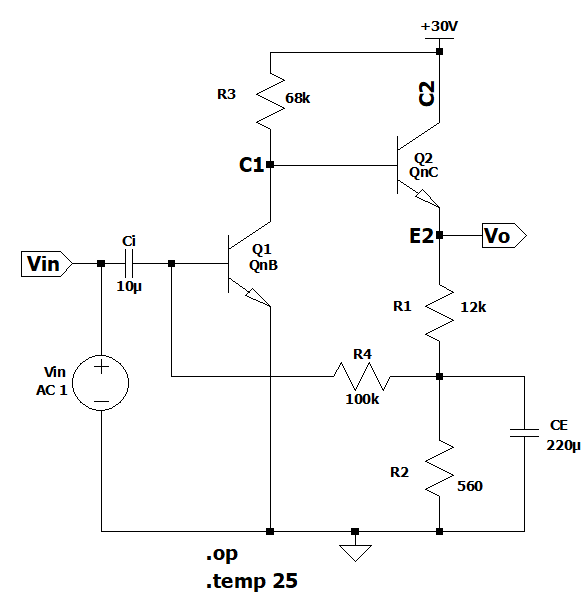 +30V
R3
68k
C2
C1
Q2
QnC
E2
Vo
Ci
Q1
QnB
Vin
10µ
R1
12k
R4
100k
Vin
AC 1
CE
220µ
R2
560
.op
.temp 25